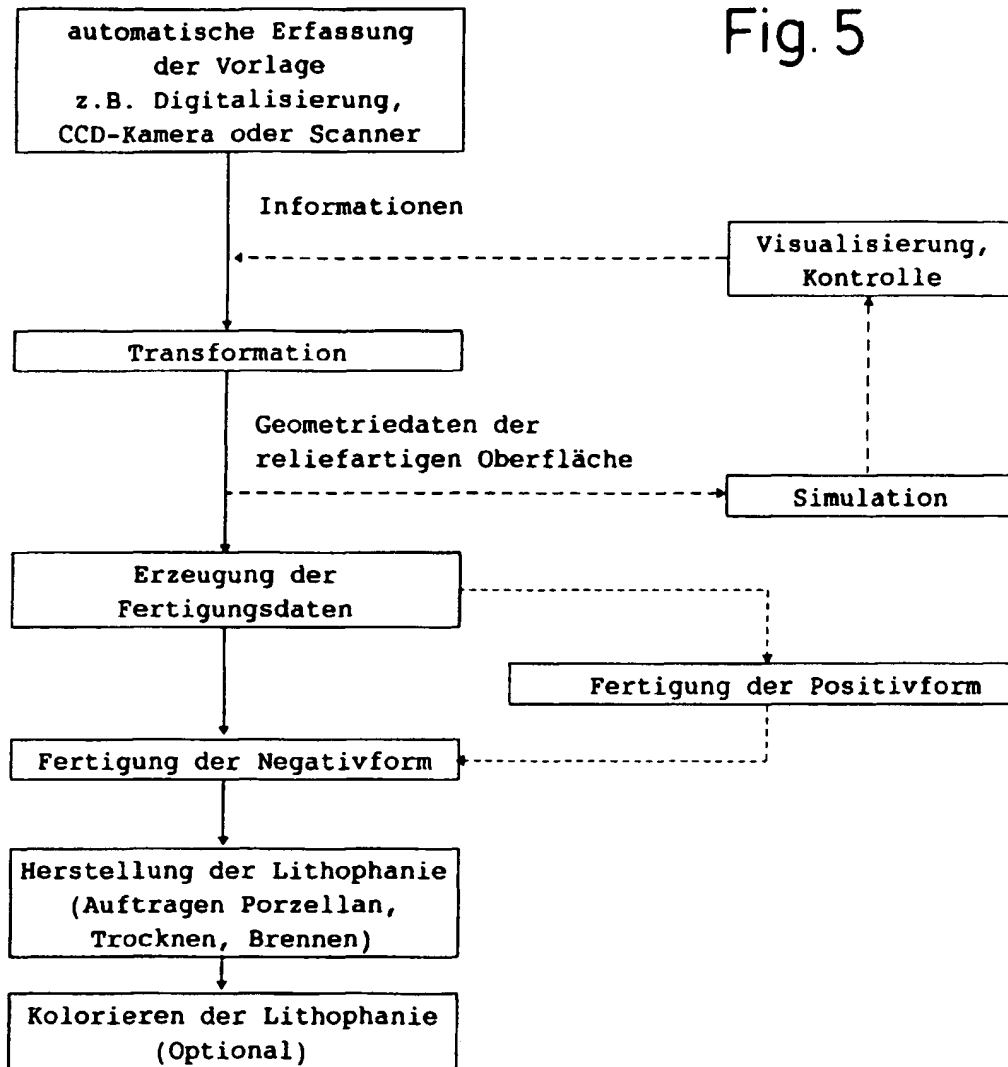 Fig. 5
automatische Erfassung
der Vorlage
z.B. Digitalisierung,
CCD-Kamera oder Scanner
Informationen
Visualisierung,
Kontrolle
Transformation
Geometriedaten der
reliefartigen Oberfläche
Simulation
Erzeugung der
Fertigungsdaten
Fertigung der Positivform
Fertigung der Negativform
Herstellung der Lithophanie
(Auftragen Porzellan,
Trocknen, Brennen)
Kolorieren der Lithophanie
(Optional)